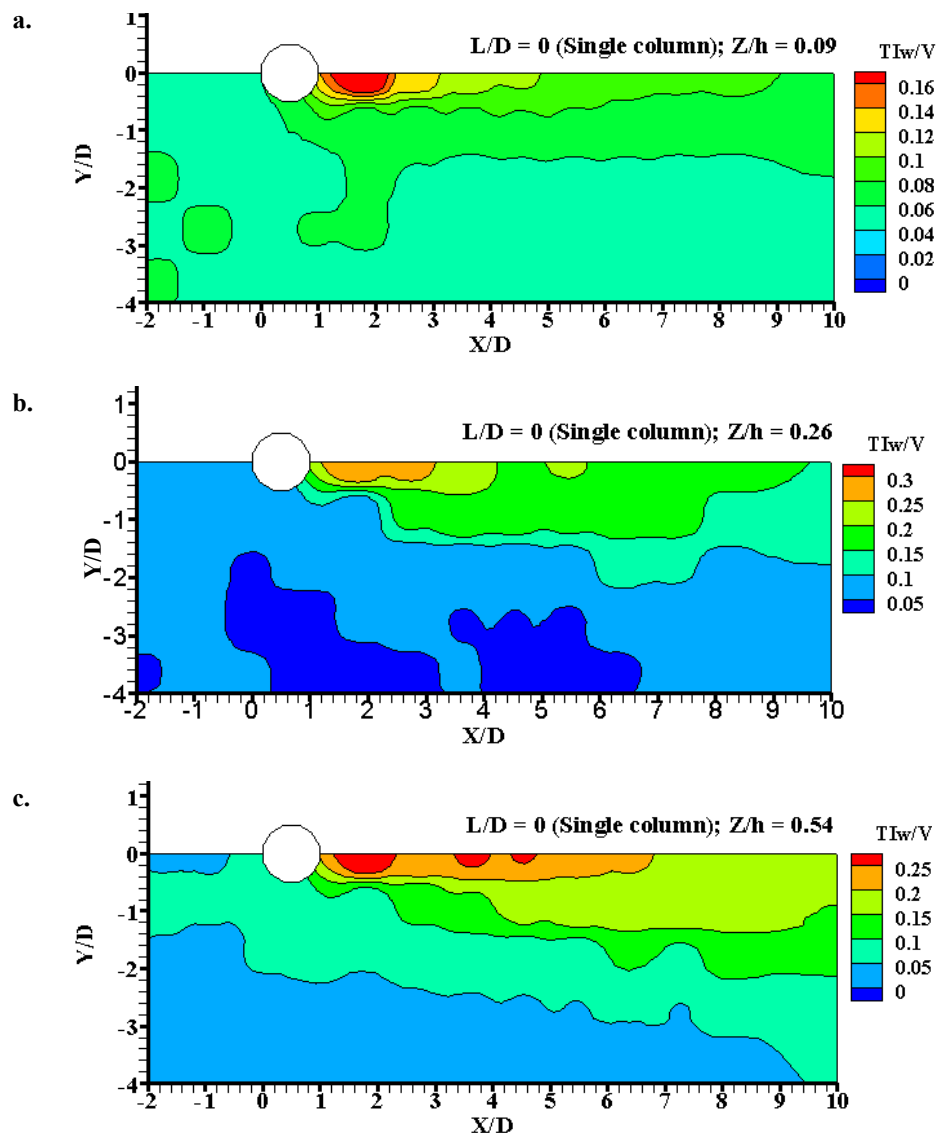 a.
L/D = 0 (Single column); Z/h = 0.09
TIw/V
1
0
-1
-2
-3
-4
Y/D
0.16
0.14
0.12
0.1
0.08
0.06
0.04
0.02
0
-2 -1 0 1 2 3 4 5 6 7 8 9 10
X/D
b.
L/D = 0 (Single column); Z/h = 0.26
TIw/V
1
0
-1
-2
-3
-4
Y/D
0.3
0.25
0.2
0.15
0.1
0.05
-2 -1 0 1 2 3 4 5 6 7 8 9 10
X/D
c.
L/D = 0 (Single column); Z/h = 0.54
TIw/V
1
0
-1
-2
-3
-4
Y/D
0.25
0.2
0.15
0.1
0.05
0
-2 -1 0 1 2 3 4 5 6 7 8 9 10
X/D